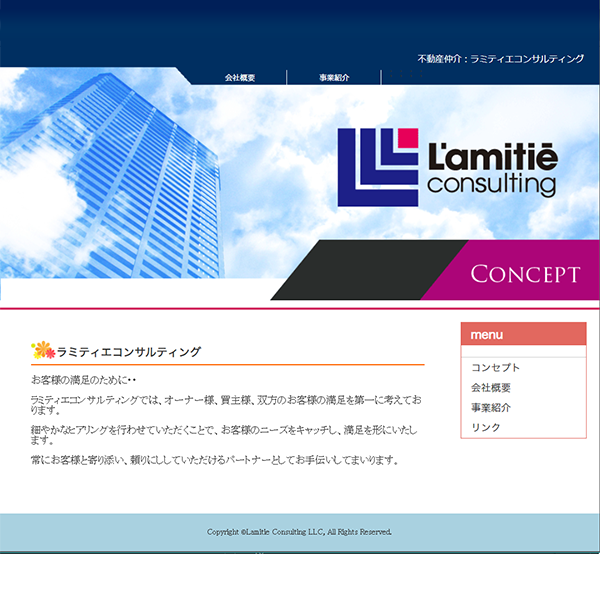 不動産仲介：ラミティエコンサルティング
会社概要
事業紹介
L'amitiē
consulting
CONCEPT
ラミティエコンサルティング
お客様の満足のために・・
ラミティエコンサルティングでは、オーナー様、買主様、双方のお客様の満足を第一に考えてお
ります。
細やかなヒアリングを行わせていただくことで、お客様のニーズをキャッチし、満足を形にいたし
ます。
常にお客様と寄り添い、頼りにしていただけるパートナーとしてお手伝いしてまいります。
menu
コンセプト
会社概要
事業紹介
リンク
Copyright ©Lamitie Consulting LLC, All Rights Reserved.